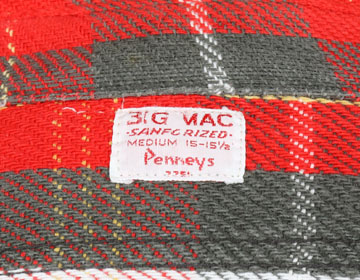 BIG MAC
-SANFORIZED-
MEDIUM 15-15½
Penneys